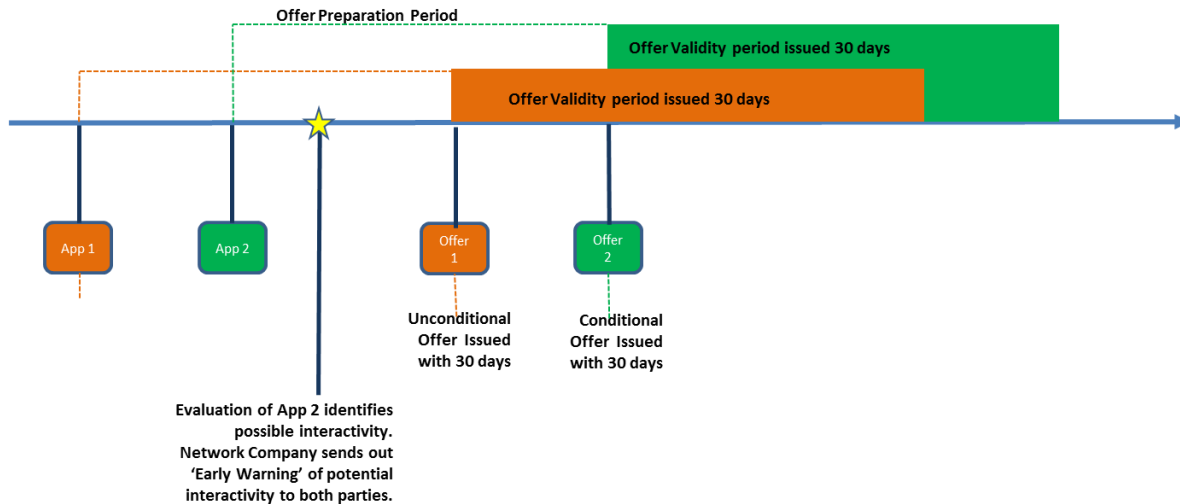 Offer Preparation Period
Offer Validity period issued 30 days
Offer Validity period issued 30 days
App 1
App 2
Offer
1
Offer
2
Unconditional
Offer Issued
with 30 days
Conditional
Offer Issued
with 30 days
Evaluation of App 2 identifies
possible interactivity.
Network Company sends out
‘Early Warning’ of potential
interactivity to both parties.